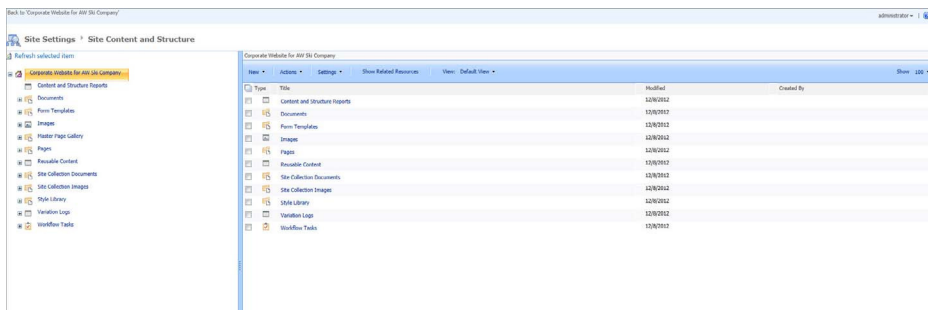 Back to 'Corporate Website for AW Ski Company'
administrator
Site Settings Site Content and Structure
Refresh selected item
Corporate Website for AW Ski Company
Content and Structure Reports
Documents
Form Templates
Images
Master Page Gallery
Pages
Reusable Content
Site Collection Documents
Site Collection Images
Style Library
Variation Logs
Workflow Tasks
Corporate Website for AW Ski Company
New Actions Settings Show Related Resources View: Default View Show 100
Type Title Modified Created By
Content and Structure Reports 12/8/2012
Documents 12/8/2012
Form Templates 12/8/2012
Images 12/8/2012
Pages 12/8/2012
Reusable Content 12/8/2012
Site Collection Documents 12/8/2012
Site Collection Images 12/8/2012
Style Library 12/8/2012
Variation Logs 12/8/2012
Workflow Tasks 12/8/2012